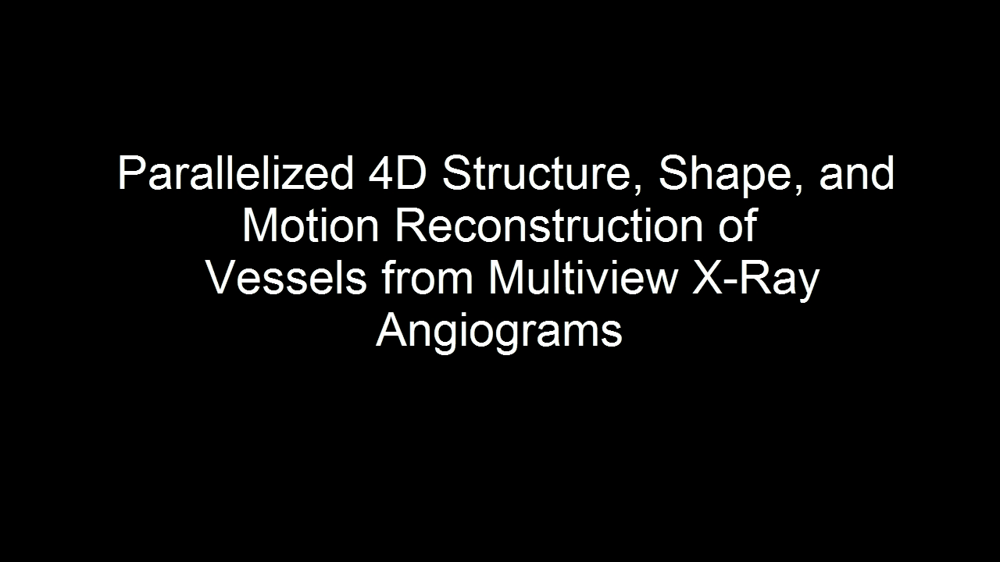 Parallelized 4D Structure, Shape, and
Motion Reconstruction of
Vessels from Multiview X-Ray
Angiograms